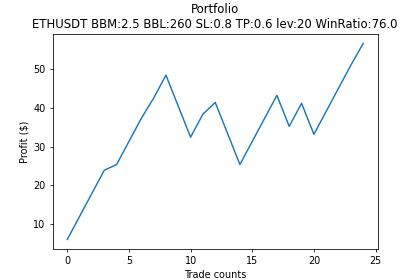 Portfolio
ETHUSDT BBM:2.5 BBL:260 SL:0.8 TP:0.6 lev:20 WinRatio:76.0
Profit ($)
50
40
30
20
10
0 5 10 15 20 25
Trade counts